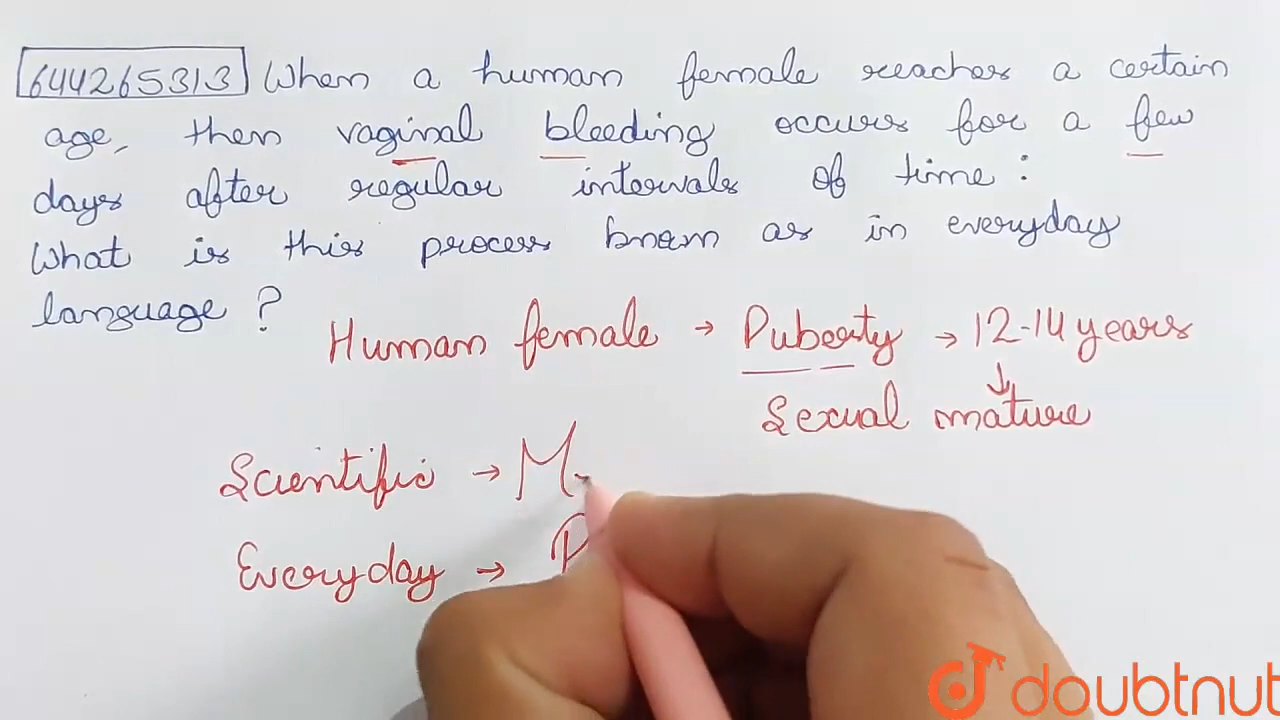 644265313 When a human female reaches a certain
age, then vaginal bleeding occurs for a few
days after regular intervals of time :
What is this process known as in everyday
language ?
Human female → Puberty → 12-14 years
↓
Sexual mature
Scientific → M
Everyday → P
doubtnut